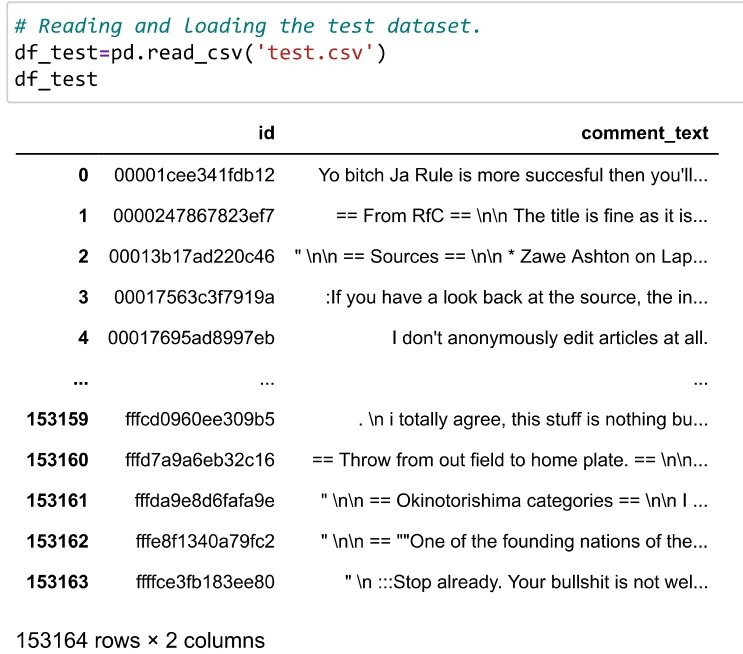 # Reading and Loading the test dataset.
df_test=pd.read_csv('test.csv')
df_test
id comment_text
0 00001cee341fdb12 Yo bitch Ja Rule is more succesful then you'll...
1 0000247867823ef7 == From RfC == \n\n The title is fine as it is...
2 00013b17ad220c46 " \n\n == Sources == \n\n * Zawe Ashton on Lap...
3 00017563c3f7919a :If you have a look back at the source, the in...
4 00017695ad8997eb I don't anonymously edit articles at all.
... ... ...
153159 fffcd0960ee309b5 . \n i totally agree, this stuff is nothing bu...
153160 fffd7a9a6eb32c16 == Throw from out field to home plate. == \n\n...
153161 fffda9e8d6fafa9e " \n\n == Okinotorishima categories == \n\n I ...
153162 fffe8f1340a79fc2 " \n\n == ""One of the founding nations of the...
153163 ffffce3fb183ee80 " \n :::Stop already. Your bullshit is not wel...
153164 rows × 2 columns